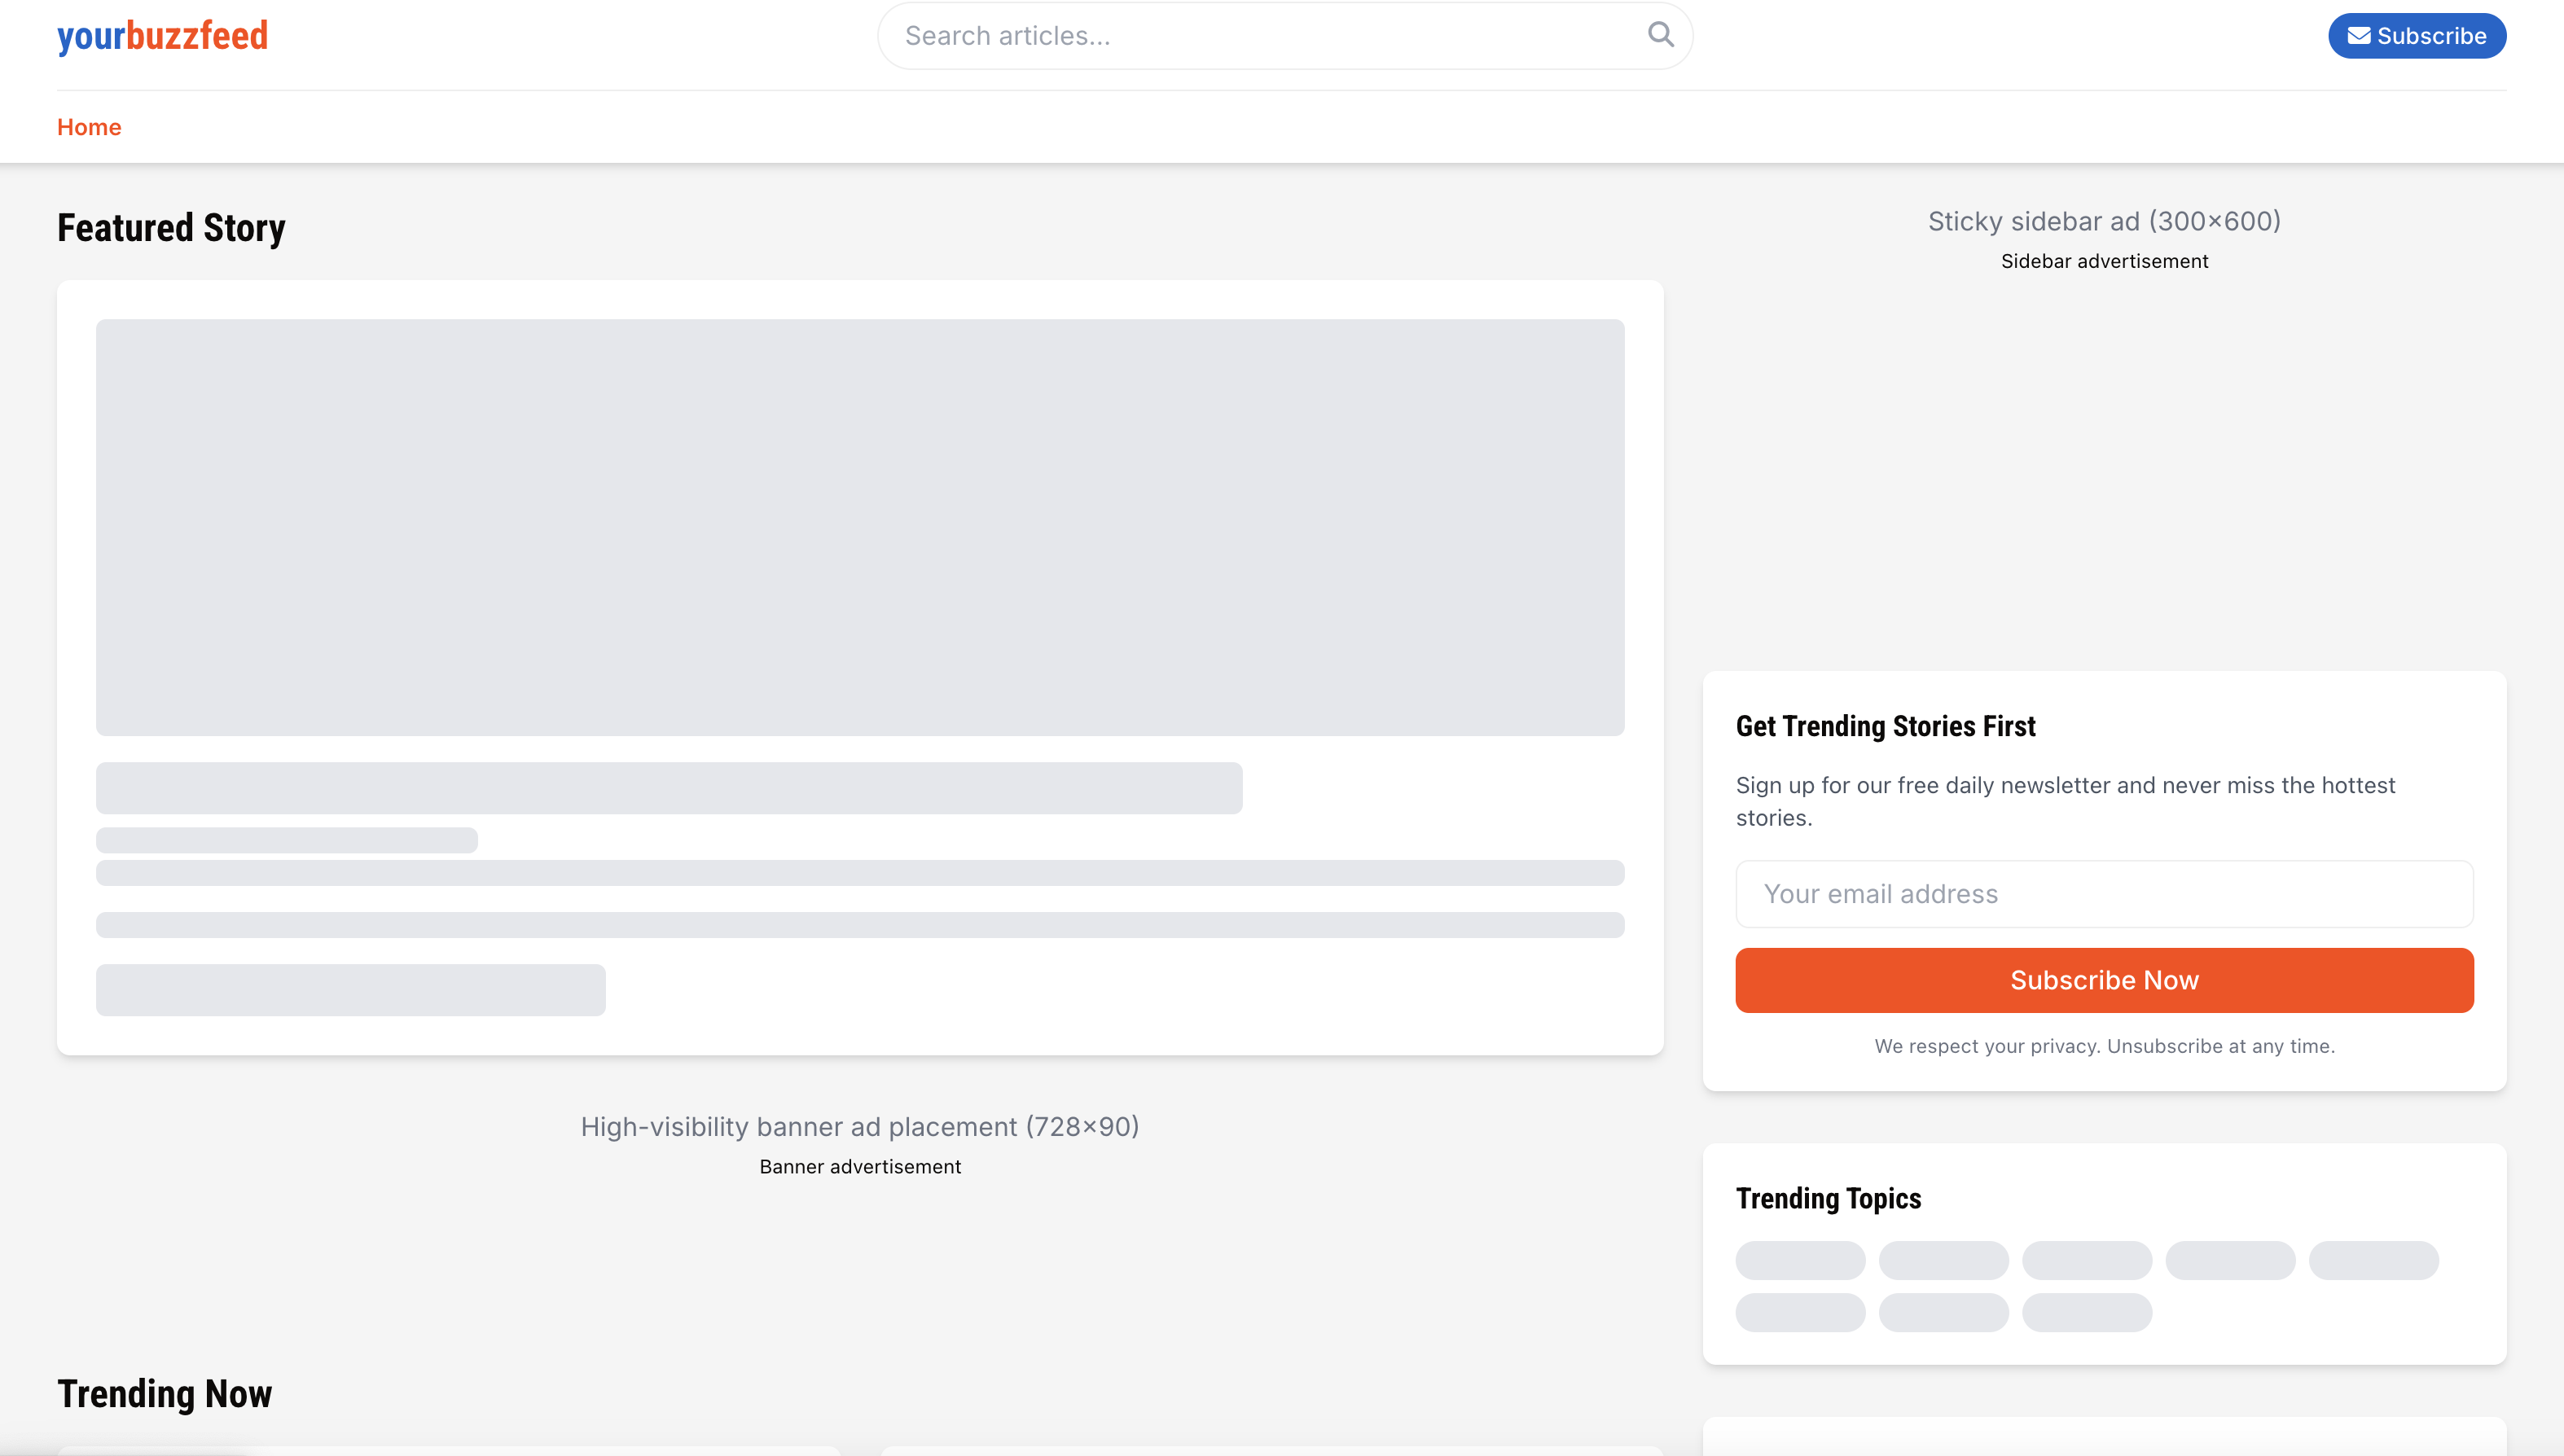 yourbuzzfeed
Search articles...
Subscribe
Home
Featured Story
Sticky sidebar ad (300×600)
Sidebar advertisement
Get Trending Stories First
Sign up for our free daily newsletter and never miss the hottest
stories.
Your email address
Subscribe Now
We respect your privacy. Unsubscribe at any time.
High-visibility banner ad placement (728×90)
Banner advertisement
Trending Topics
Trending Now